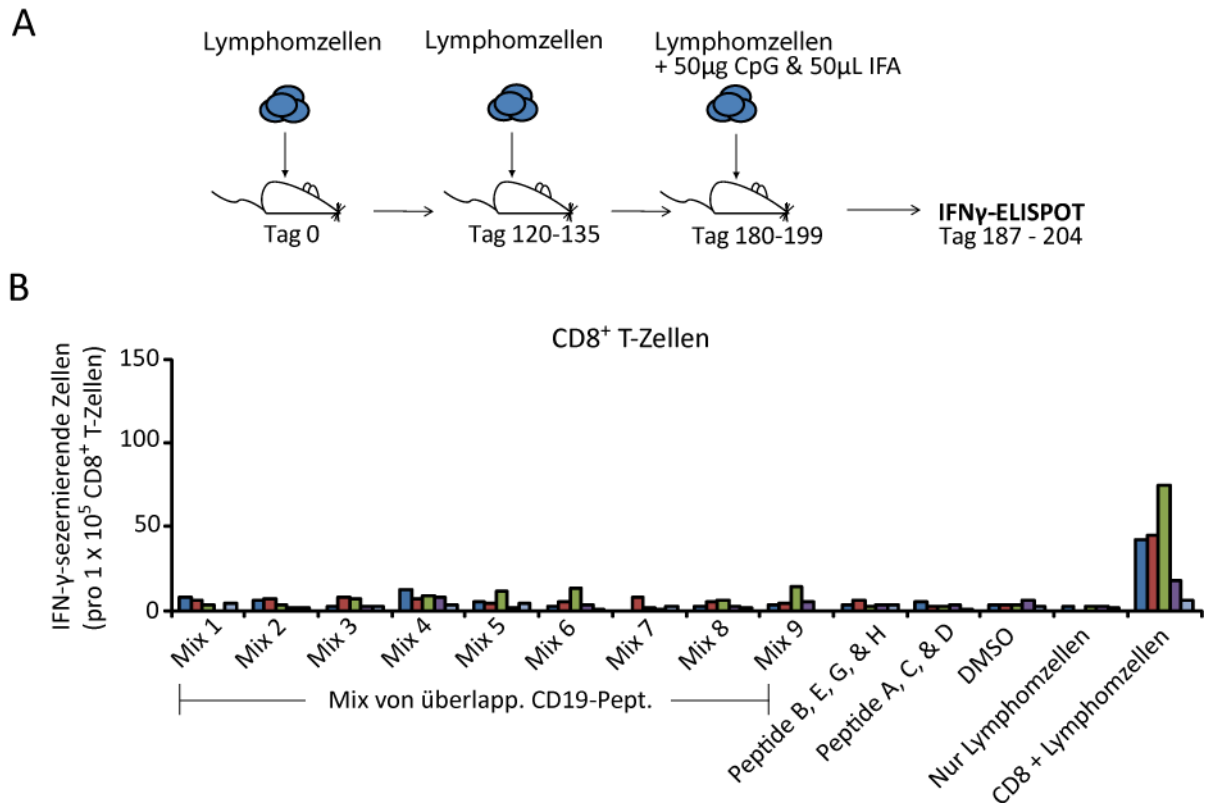 A
Lymphomzellen
Lymphomzellen
Lymphomzellen
+ 50µg CpG & 50µL IFA
Tag 0
Tag 120-135
Tag 180-199
IFNγ-ELISPOT
Tag 187 - 204
B
CD8⁺ T-Zellen
IFN-γ-sezernierende Zellen
(pro 1 x 10⁵ CD8⁺ T-Zellen)
150
100
50
0
Mix 1
Mix 2
Mix 3
Mix 4
Mix 5
Mix 6
Mix 7
Mix 8
Mix 9
Peptide B, E, G, & H
Peptide A, C, & D
DMSO
Nur Lymphomzellen
CD8 + Lymphomzellen
Mix von überlapp. CD19-Pept.